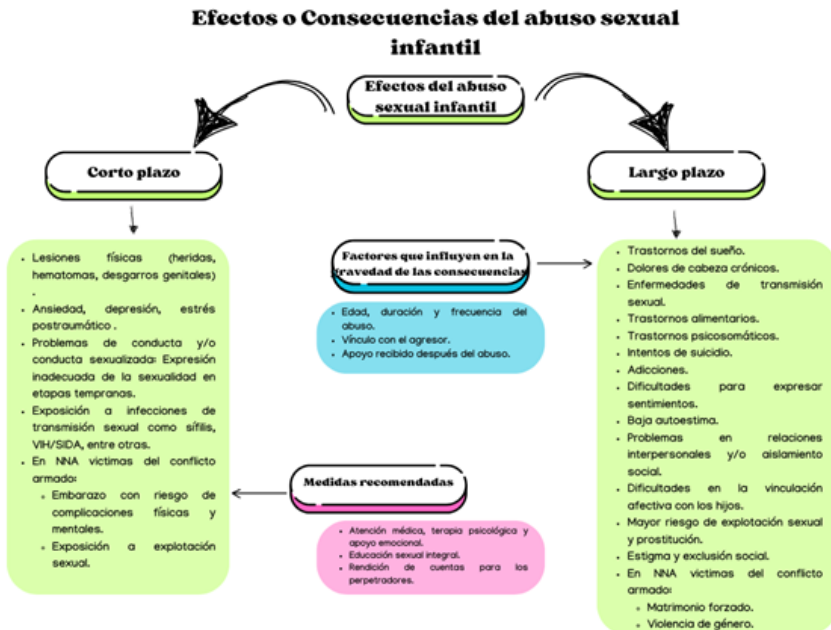 Efectos o Consecuencias del abuso sexual
infantil
Efectos del abuso
sexual infantil
Corto plazo
Lesiones físicas (heridas,
hematomas, desgarros genitales)
.
Ansiedad, depresión, estrés
postraumático .
Problemas de conducta y/o
conducta sexualizada: Expresión
inadecuada de la sexualidad en
etapas tempranas.
Exposición a infecciones de
transmisión sexual como sífilis,
VIH/SIDA, entre otras.
En NNA victimas del conflicto
armado:
Embarazo con riesgo de
complicaciones físicas y
mentales.
Exposición a explotación
sexual.
Factores que influyen en la
gravedad de las consecuencias
Edad, duración y frecuencia del
abuso.
Vínculo con el agresor.
Apoyo recibido después del abuso.
Medidas recomendadas
Atención médica, terapia psicológica y
apoyo emocional.
Educación sexual integral.
Rendición de cuentas para los
perpetradores.
Largo plazo
Trastornos del sueño.
Dolores de cabeza crónicos.
Enfermedades de transmisión
sexual.
Trastornos alimentarios.
Trastornos psicosomáticos.
Intentos de suicidio.
Adicciones.
Dificultades para expresar
sentimientos.
Baja autoestima.
Problemas en relaciones
interpersonales y/o aislamiento
social.
Dificultades en la vinculación
afectiva con los hijos.
Mayor riesgo de explotación sexual
y prostitución.
Estigma y exclusión social.
En NNA victimas del conflicto
armado:
Matrimonio forzado.
Violencia de género.